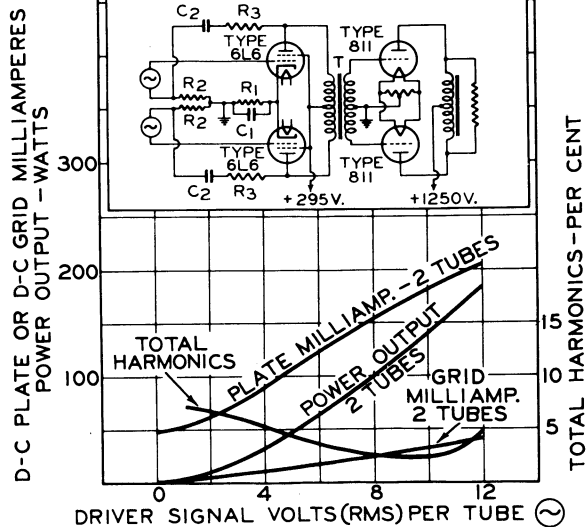 C2 R3
TYPE 6L6
TYPE 811
T
R2
R2
R1
C1
TYPE 6L6
TYPE 811
C2 R3
+295V.
+1250V.
D-C PLATE OR D-C GRID MILLIAMPERES
POWER OUTPUT-WATTS
300
200
100
TOTAL HARMONICS-PER CENT
15
10
5
PLATE MILLIAMP.-2 TUBES
POWER OUTPUT
2 TUBES
TOTAL
HARMONICS
GRID
MILLIAMP.
2 TUBES
0 4 8 12
DRIVER SIGNAL VOLTS (RMS) PER TUBE